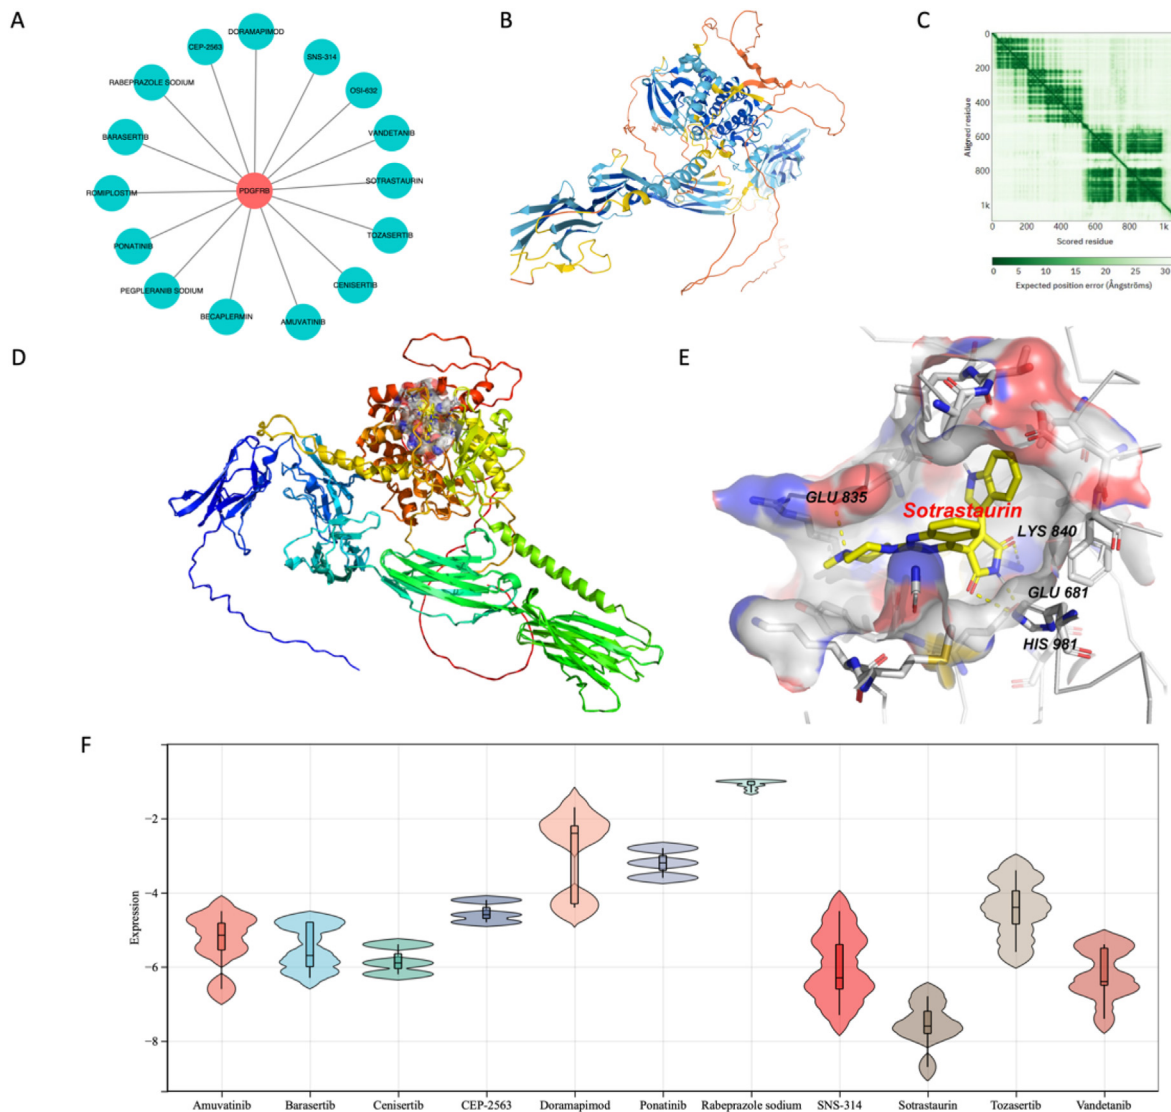 A
DORAMAPIMOD
CEP-2563
SNS-314
RABEPRAZOLE SODIUM
OSI-632
BARASERTIB
VANDETANIB
PDGFRB
SOTRASTAURIN
ROMIPLOSTIM
TOZASERTIB
PONATINIB
CENISERTIB
PEGPLERANIB SODIUM
BECAPLERMIN
AMUVATINIB
B
C
0
200
400
600
800
1k
Aligned residue
0 200 400 600 800 1k
Scored residue
0 5 10 15 20 25 30
Expected position error (Ångströms)
D
E
GLU 835
Sotrastaurin
LYS 840
GLU 681
HIS 981
F
Expression
−2
−4
−6
−8
Amuvatinib Barasertib Cenisertib CEP-2563 Doramapimod Ponatinib Rabeprazole sodium SNS-314 Sotrastaurin Tozasertib Vandetanib